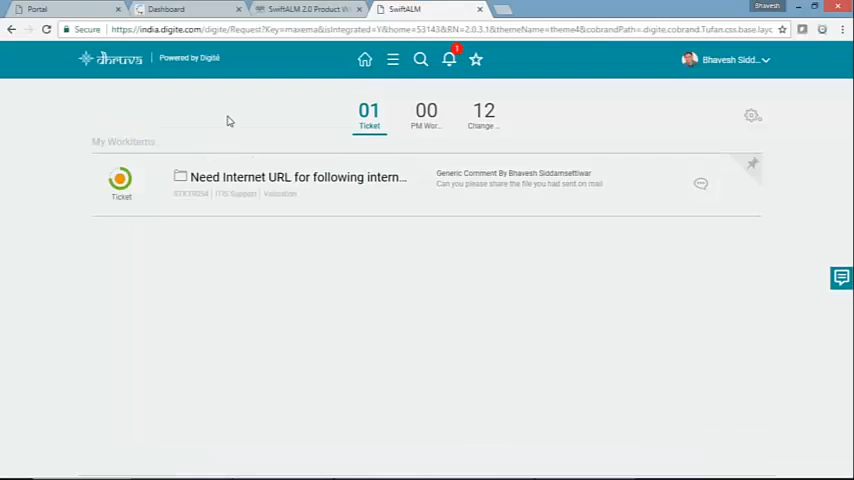 Bhavesh
Portal
Dashboard
SwiftALM 2.0 Product W
SwiftALM
Secure
https://india.digite.com/digite/Request?Key=maxema&isIntegrated=Y&home=53143&RN=2.0.3.1&themeName=theme4&cobrandPath=.digite.cobrand.Tufan.css.base.layc
dhruva
Powered by Digité
1
Bhavesh Sidd...
01
00
12
Ticket
PM Wor...
Change ...
My Workitems
Need Internet URL for following intern...
Generic Comment By Bhavesh Siddamsettiwar
Can you please share the file you had sent on mail
Ticket
ITIS Support | Validation